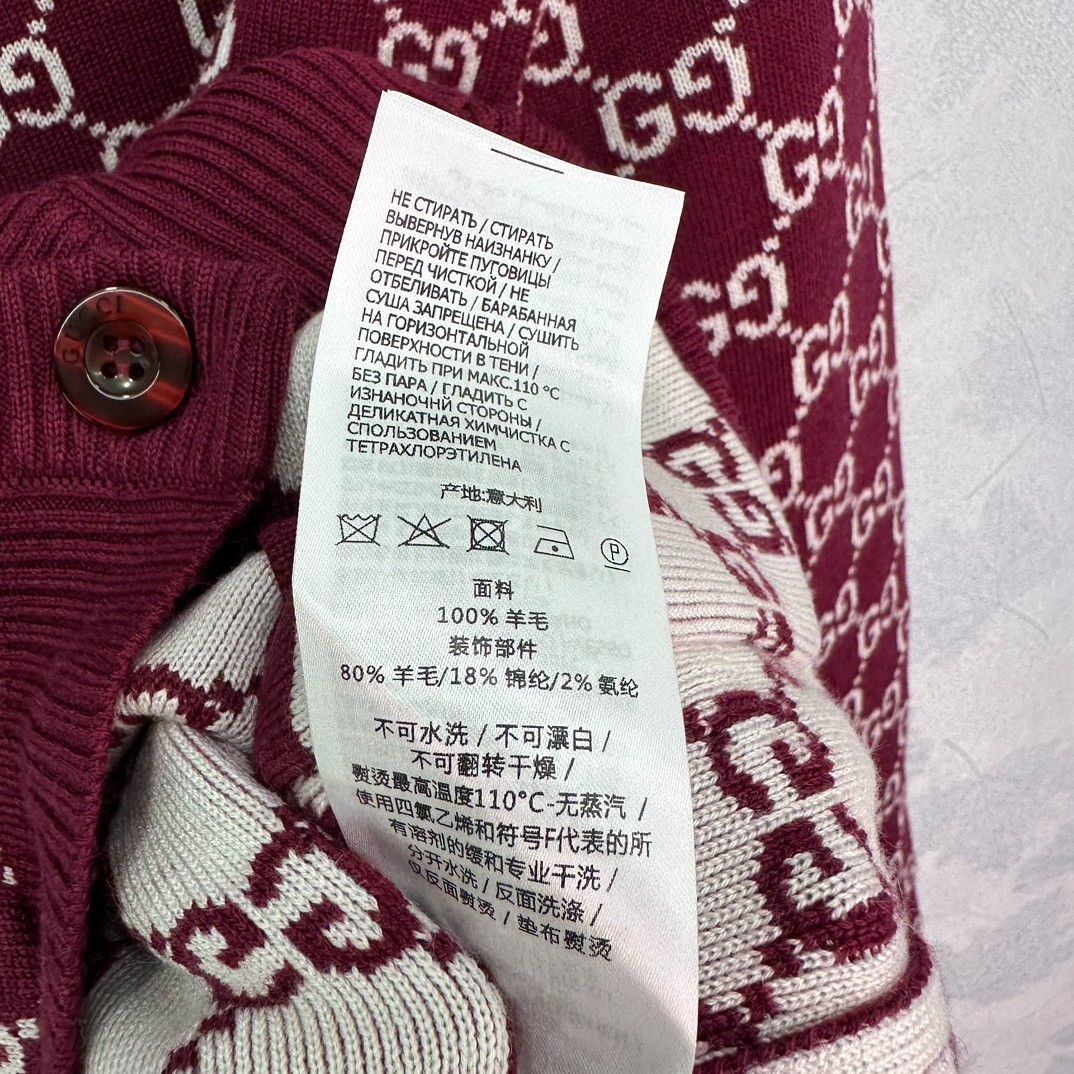 GUCCI
НЕ СТИРАТЬ / СТИРАТЬ
ВЫВЕРНУВ НАИЗНАНКУ /
ПРИКРОЙТЕ ПУГОВИЦЫ
ПЕРЕД ЧИСТКОЙ / НЕ
ОТБЕЛИВАТЬ / БАРАБАННАЯ
СУША ЗАПРЕЩЕНА / СУШИТЬ
НА ГОРИЗОНТАЛЬНОЙ
ПОВЕРХНОСТИ В ТЕНИ /
ГЛАДИТЬ ПРИ МАКС.110 °C
БЕЗ ПАРА / ГЛАДИТЬ С
ИЗНАНОЧНЙ СТОРОНЫ /
ДЕЛИКАТНАЯ ХИМЧИСТКА С
СПОЛЬЗОВАНИЕМ
ТЕТРАХЛОРЭТИЛЕНА
产地:意大利
P
面料
100% 羊毛
装饰部件
80% 羊毛/18% 锦纶/2% 氨纶
不可水洗 / 不可漂白 /
不可翻转干燥 /
熨烫最高温度110°C-无蒸汽 /
使用四氯乙烯和符号F代表的所
有溶剂的缓和专业干洗 /
分开水洗 / 反面洗涤 /
仅反面熨烫 / 垫布熨烫